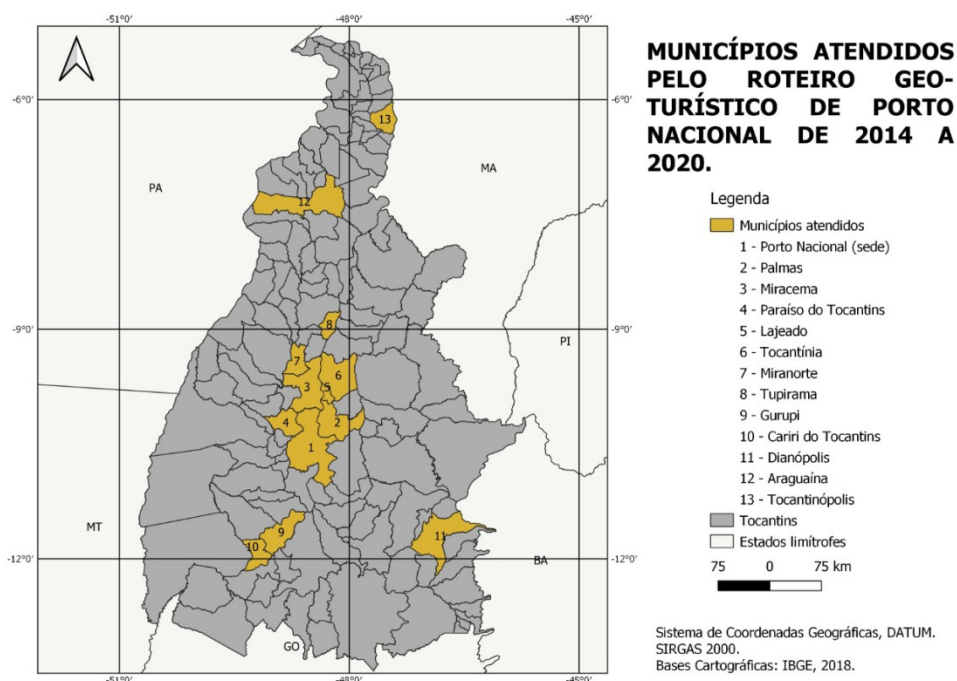 MUNICÍPIOS ATENDIDOS
PELO ROTEIRO GEO-
TURÍSTICO DE PORTO
NACIONAL DE 2014 A
2020.
Legenda
Municípios atendidos
1 - Porto Nacional (sede)
2 - Palmas
3 - Miracema
4 - Paraíso do Tocantins
5 - Lajeado
6 - Tocantínia
7 - Miranorte
8 - Tupirama
9 - Gurupi
10 - Cariri do Tocantins
11 - Dianópolis
12 - Araguaína
13 - Tocantinópolis
Tocantins
Estados limítrofes
75 0 75 km
Sistema de Coordenadas Geográficas, DATUM.
SIRGAS 2000.
Bases Cartográficas: IBGE, 2018.
-51°0' -48°0' -45°0'
-6°0'
13
MA
PA
12
-9°0'
8
PI
7
6
3
5
4
2
1
MT
9
11
10
-12°0'
BA
GO
-51°0' -48°0' -45°0'